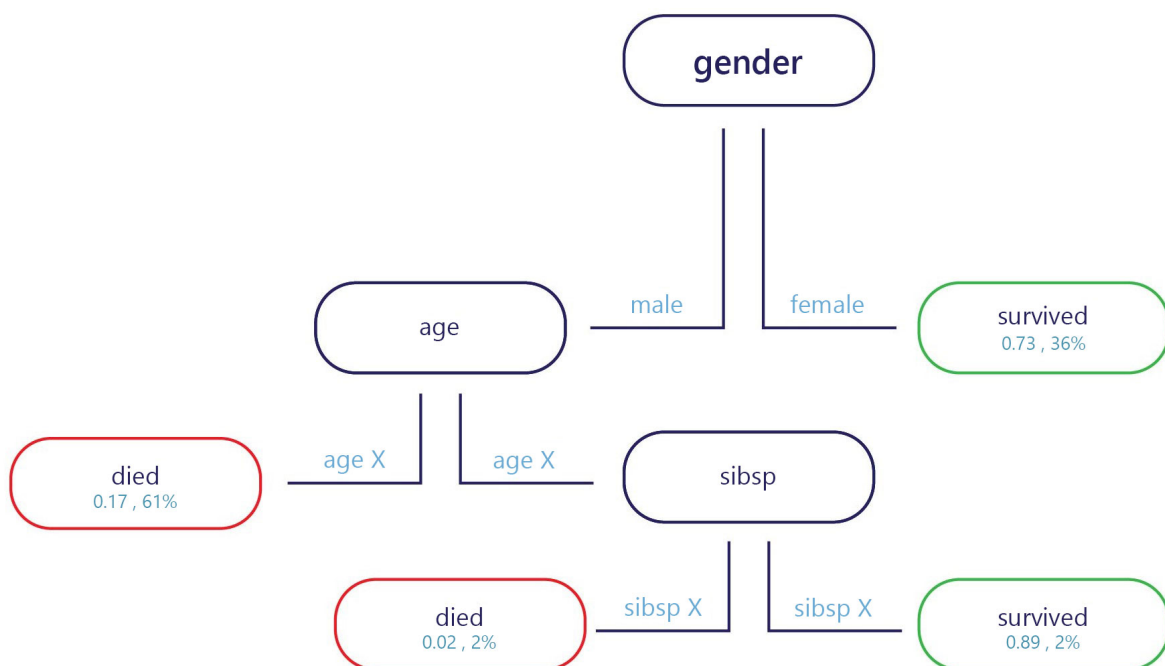 gender
male
female
age
survived
0.73 , 36%
age X
age X
died
0.17 , 61%
sibsp
sibsp X
sibsp X
died
0.02 , 2%
survived
0.89 , 2%